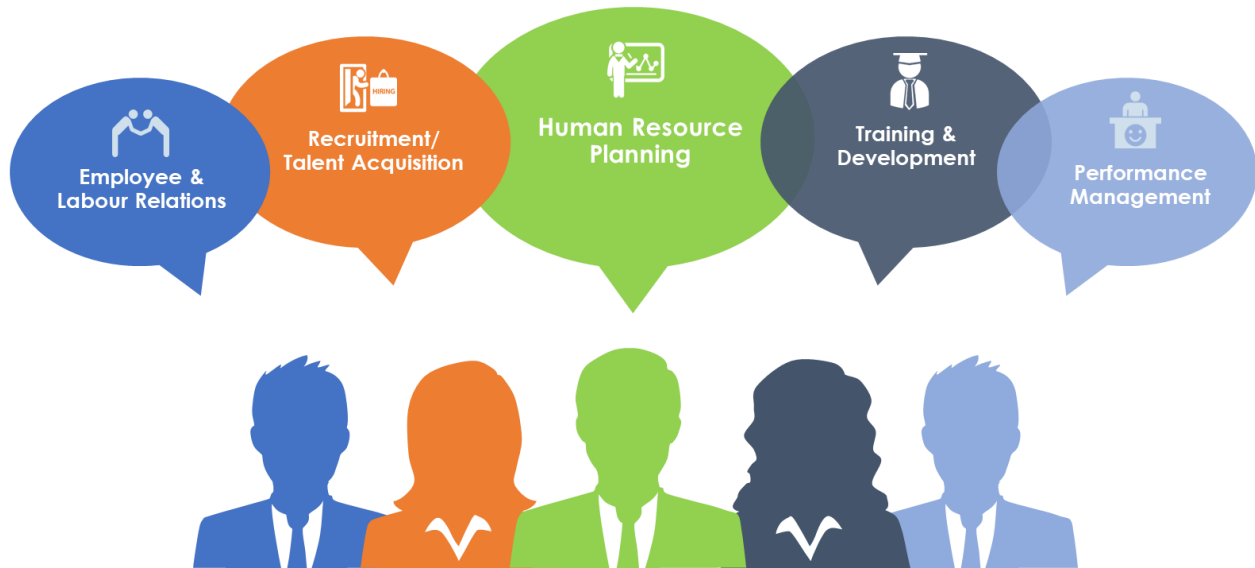 Employee &
Labour Relations
HIRING
Recruitment/
Talent Acquisition
Human Resource
Planning
Training &
Development
Performance
Management